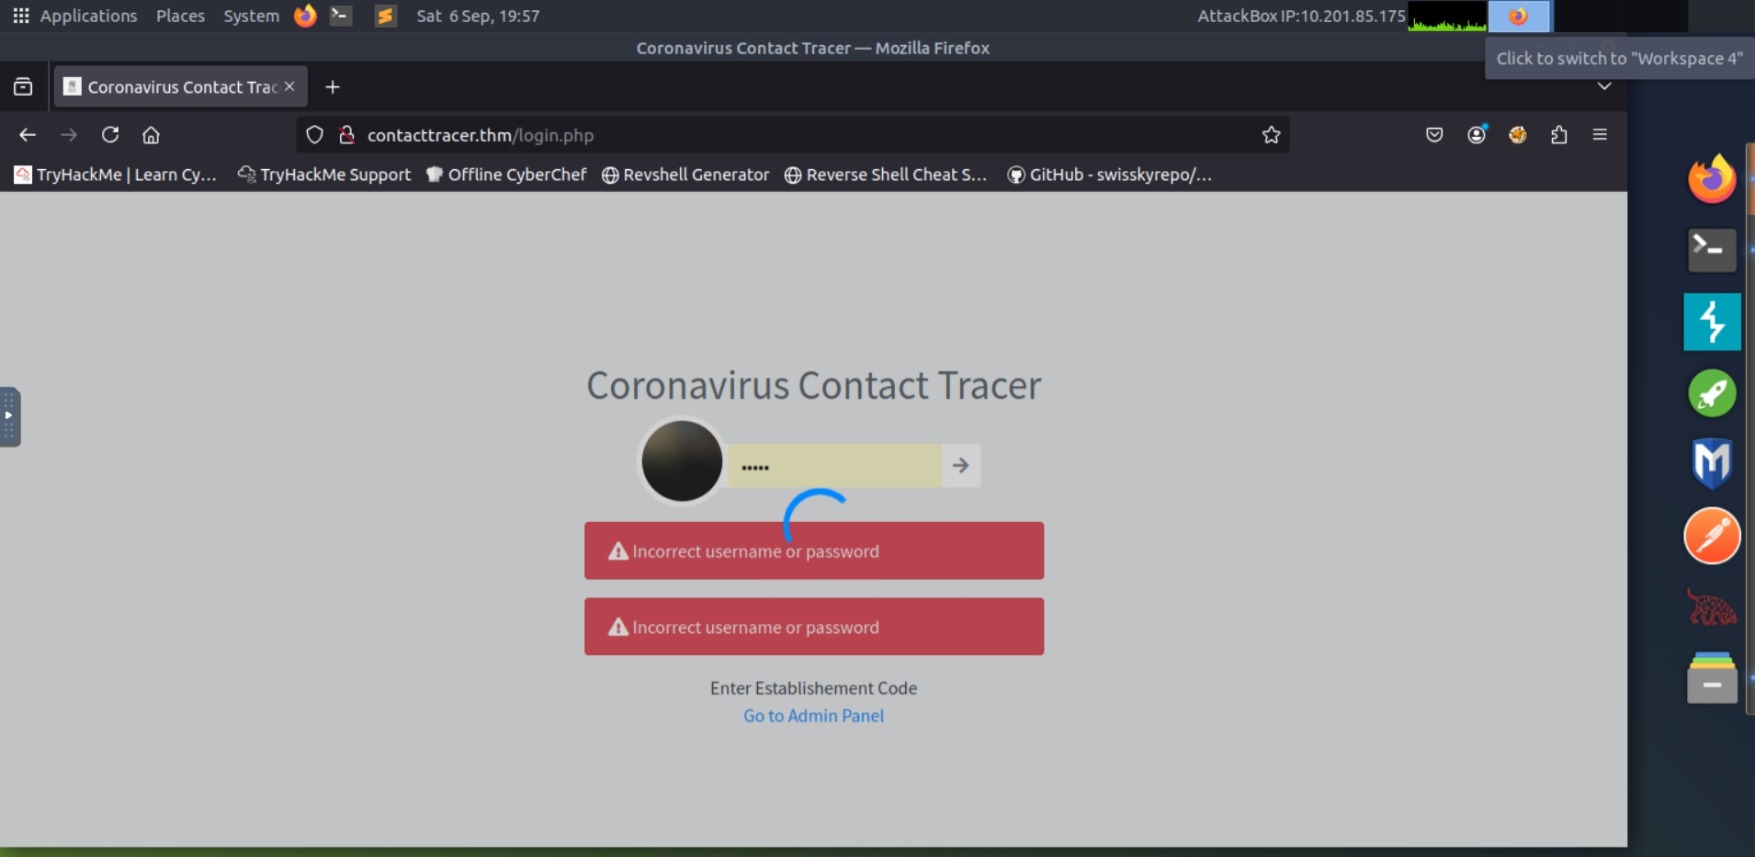 Applications Places System Sat 6 Sep, 19:57 AttackBox IP:10.201.85.175
Coronavirus Contact Tracer — Mozilla Firefox
Click to switch to "Workspace 4"
Coronavirus Contact Trac
contacttracer.thm/login.php
TryHackMe | Learn Cy... TryHackMe Support Offline CyberChef Revshell Generator Reverse Shell Cheat S... GitHub - swisskyrepo/...
Coronavirus Contact Tracer
•••••
Incorrect username or password
Incorrect username or password
Enter Establishement Code
Go to Admin Panel